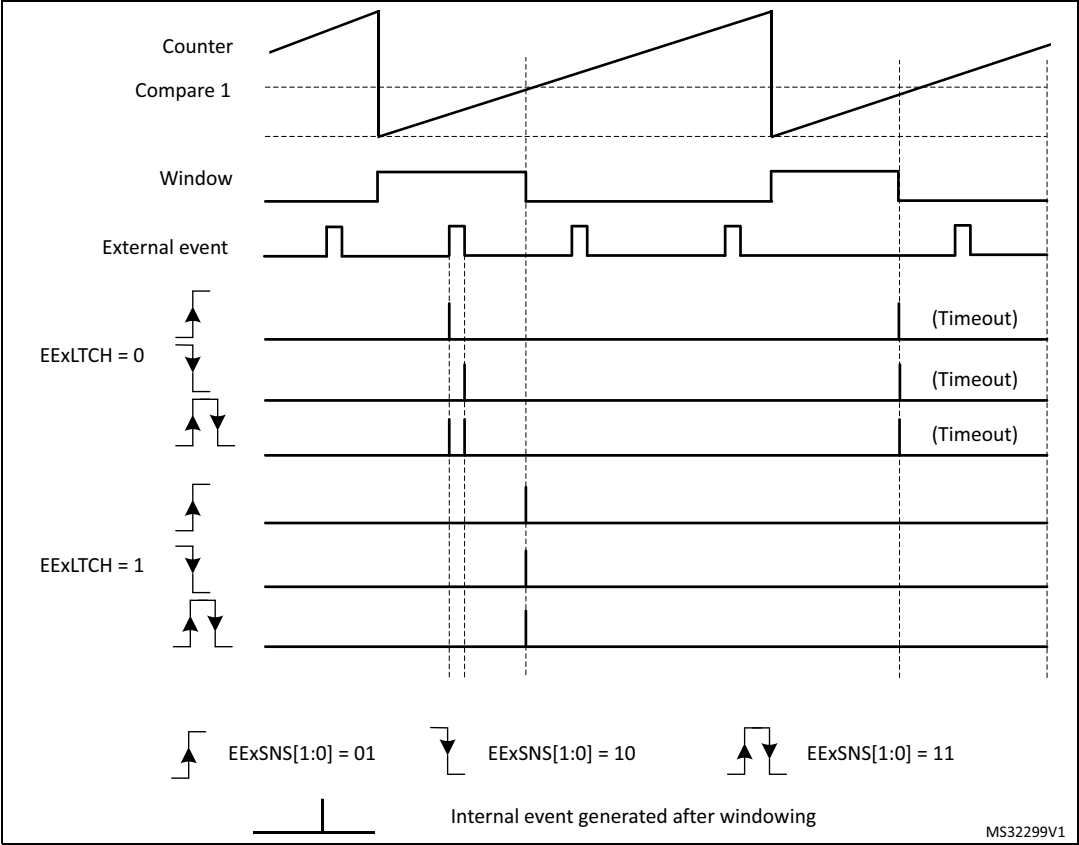 Counter
Compare 1
Window
External event
(Timeout)
EExLTCH = 0
(Timeout)
(Timeout)
EExLTCH = 1
EExSNS[1:0] = 01
EExSNS[1:0] = 10
EExSNS[1:0] = 11
Internal event generated after windowing
MS32299V1